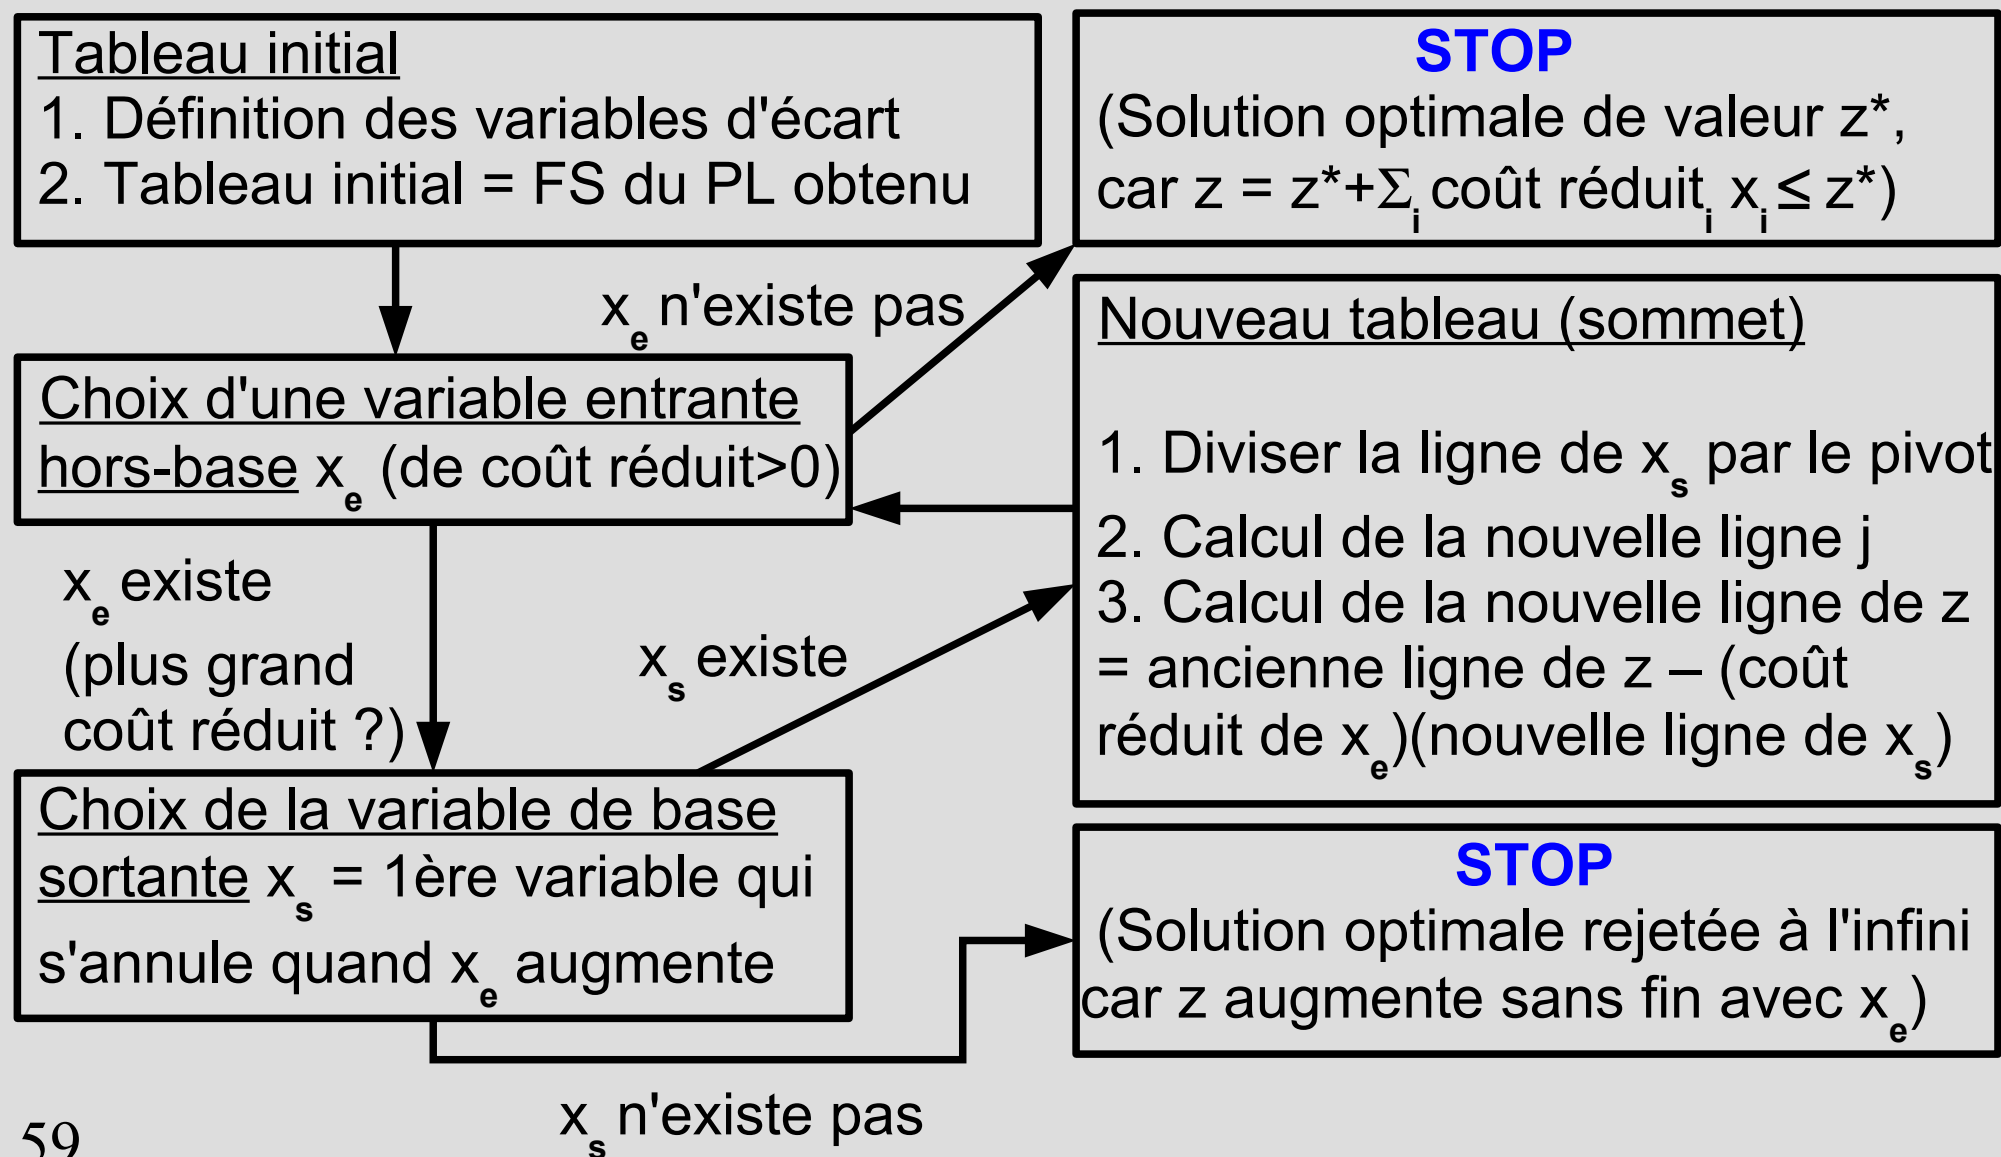 Tableau initial
1. Définition des variables d'écart
2. Tableau initial = FS du PL obtenu
STOP
(Solution optimale de valeur z*,
car z = z*+Σi coût réduiti xi ≤ z*)
xe n'existe pas
Choix d'une variable entrante
hors-base xe (de coût réduit>0)
Nouveau tableau (sommet)
1. Diviser la ligne de xs par le pivot
2. Calcul de la nouvelle ligne j
3. Calcul de la nouvelle ligne de z
= ancienne ligne de z – (coût
réduit de xe)(nouvelle ligne de xs)
xe existe
(plus grand
coût réduit ?)
xs existe
Choix de la variable de base
sortante xs = 1ère variable qui
s'annule quand xe augmente
STOP
(Solution optimale rejetée à l'infini
car z augmente sans fin avec xe)
xs n'existe pas
59